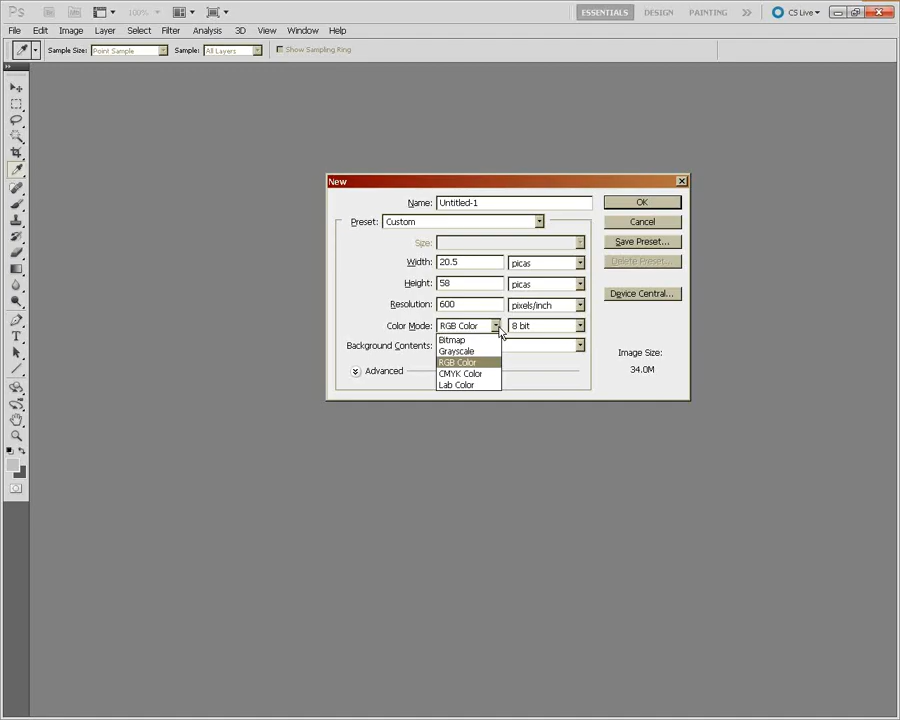 Ps 100% ESSENTIALS DESIGN PAINTING CS Live
File Edit Image Layer Select Filter Analysis 3D View Window Help
Sample Size: Point Sample Sample: All Layers Show Sampling Ring
New
Name: Untitled-1 OK
Preset: Custom Cancel
Size: Save Preset...
Width: 20.5 picas Delete Preset...
Height: 58 picas
Resolution: 600 pixels/inch Device Central...
Color Mode: RGB Color 8 bit
Bitmap
Background Contents:
Grayscale
Image Size:
RGB Color
34.0M
Advanced
CMYK Color
Lab Color